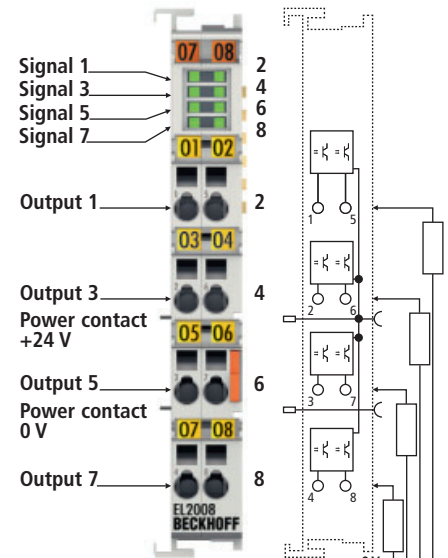 07 08
Signal 1 2
Signal 3 4
Signal 5 6
Signal 7 8
01 02
Output 1 2
1 5
03 04
Output 3 4
2 6
Power contact
+24 V
05 06
Output 5 6
3 7
Power contact
0 V
07 08
Output 7 8
4 8
EL2008
BECKHOFF